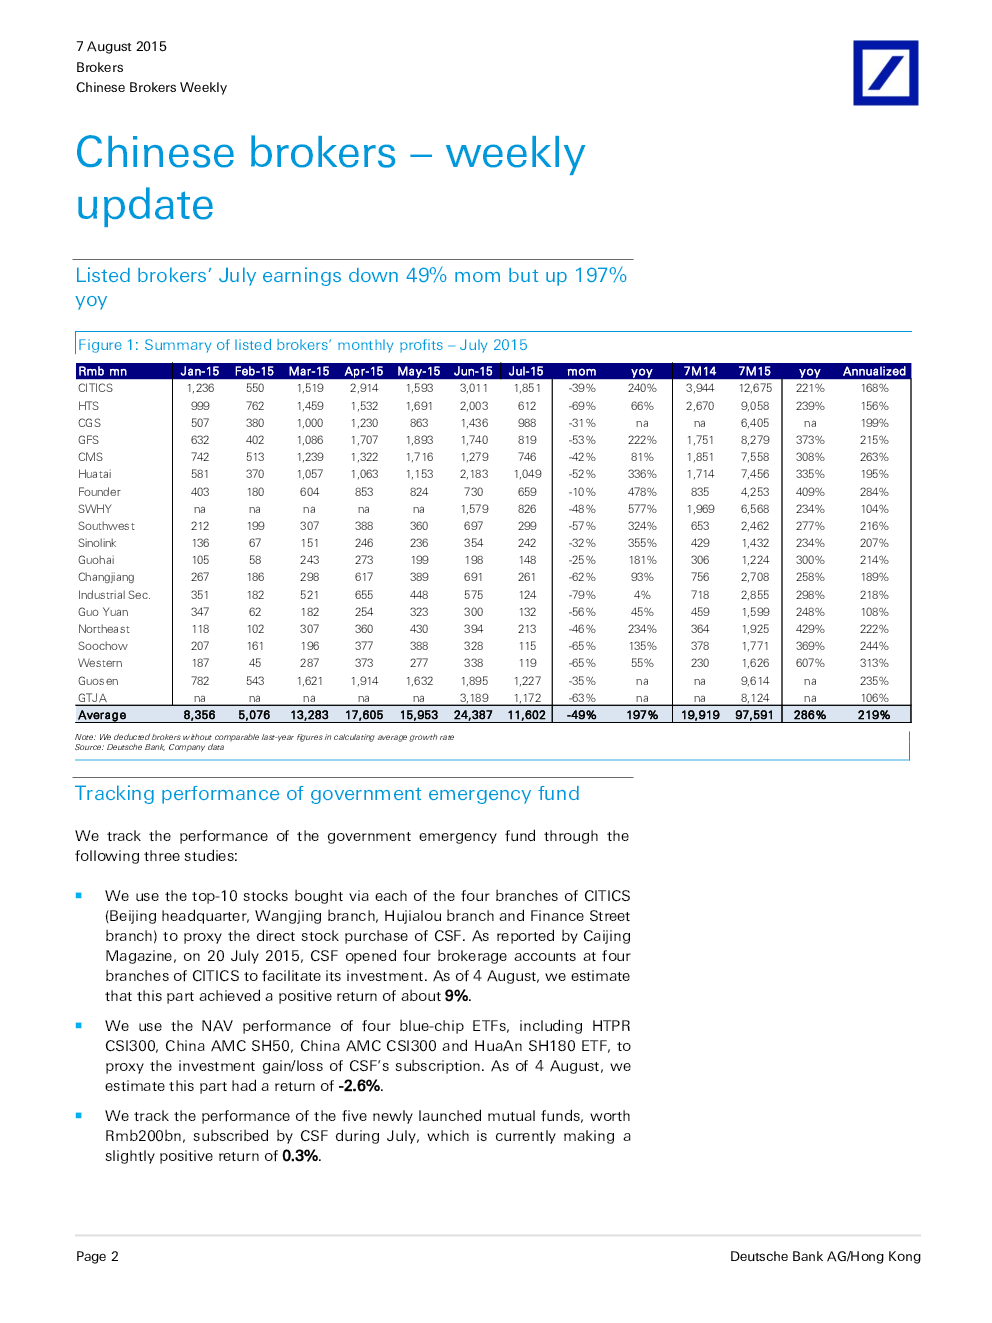 7 August 2015
Brokers
Chinese Brokers Weekly
Chinese brokers – weekly
update
Listed brokers’ July earnings down 49% mom but up 197%
yoy
Figure 1: Summary of listed brokers’ monthly profits – July 2015
Rmb mn Jan-15 Feb-15 Mar-15 Apr-15 May-15 Jun-15 Jul-15 mom yoy 7M14 7M15 yoy Annualized
CITICS 1,236 550 1,519 2,914 1,593 3,011 1,851 -39% 240% 3,944 12,675 221% 168%
HTS 999 762 1,459 1,532 1,691 2,003 612 -69% 66% 2,670 9,058 239% 156%
CGS 507 380 1,000 1,230 863 1,436 988 -31% na na 6,405 na 199%
GFS 632 402 1,086 1,707 1,893 1,740 819 -53% 222% 1,751 8,279 373% 215%
CMS 742 513 1,239 1,322 1,716 1,279 746 -42% 81% 1,851 7,558 308% 263%
Huatai 581 370 1,057 1,063 1,153 2,183 1,049 -52% 336% 1,714 7,456 335% 195%
Founder 403 180 604 853 824 730 659 -10% 478% 835 4,253 409% 284%
SWHY na na na na na 1,579 826 -48% 577% 1,969 6,568 234% 104%
Southwest 212 199 307 388 360 697 299 -57% 324% 653 2,462 277% 216%
Sinolink 136 67 151 246 236 354 242 -32% 355% 429 1,432 234% 207%
Guohai 105 58 243 273 199 198 148 -25% 181% 306 1,224 300% 214%
Changjiang 267 186 298 617 389 691 261 -62% 93% 756 2,708 258% 189%
Industrial Sec. 351 182 521 655 448 575 124 -79% 4% 718 2,855 298% 218%
Guo Yuan 347 62 182 254 323 300 132 -56% 45% 459 1,599 248% 108%
Northeast 118 102 307 360 430 394 213 -46% 234% 364 1,925 429% 222%
Soochow 207 161 196 377 388 328 115 -65% 135% 378 1,771 369% 244%
Western 187 45 287 373 277 338 119 -65% 55% 230 1,626 607% 313%
Guosen 782 543 1,621 1,914 1,632 1,895 1,227 -35% na na 9,614 na 235%
GTJA na na na na na 3,189 1,172 -63% na na 8,124 na 106%
Average 8,356 5,076 13,283 17,605 15,953 24,387 11,602 -49% 197% 19,919 97,591 286% 219%
Note: We deducted brokers without comparable last-year figures in calculating average growth rate
Source: Deutsche Bank, Company data
Tracking performance of government emergency fund
We track the performance of the government emergency fund through the
following three studies:
■ We use the top-10 stocks bought via each of the four branches of CITICS
(Beijing headquarter, Wangjing branch, Hujialou branch and Finance Street
branch) to proxy the direct stock purchase of CSF. As reported by Caijing
Magazine, on 20 July 2015, CSF opened four brokerage accounts at four
branches of CITICS to facilitate its investment. As of 4 August, we estimate
that this part achieved a positive return of about 9%.
■ We use the NAV performance of four blue-chip ETFs, including HTPR
CSI300, China AMC SH50, China AMC CSI300 and HuaAn SH180 ETF, to
proxy the investment gain/loss of CSF’s subscription. As of 4 August, we
estimate this part had a return of -2.6%.
■ We track the performance of the five newly launched mutual funds, worth
Rmb200bn, subscribed by CSF during July, which is currently making a
slightly positive return of 0.3%.
Page 2 Deutsche Bank AG/Hong Kong